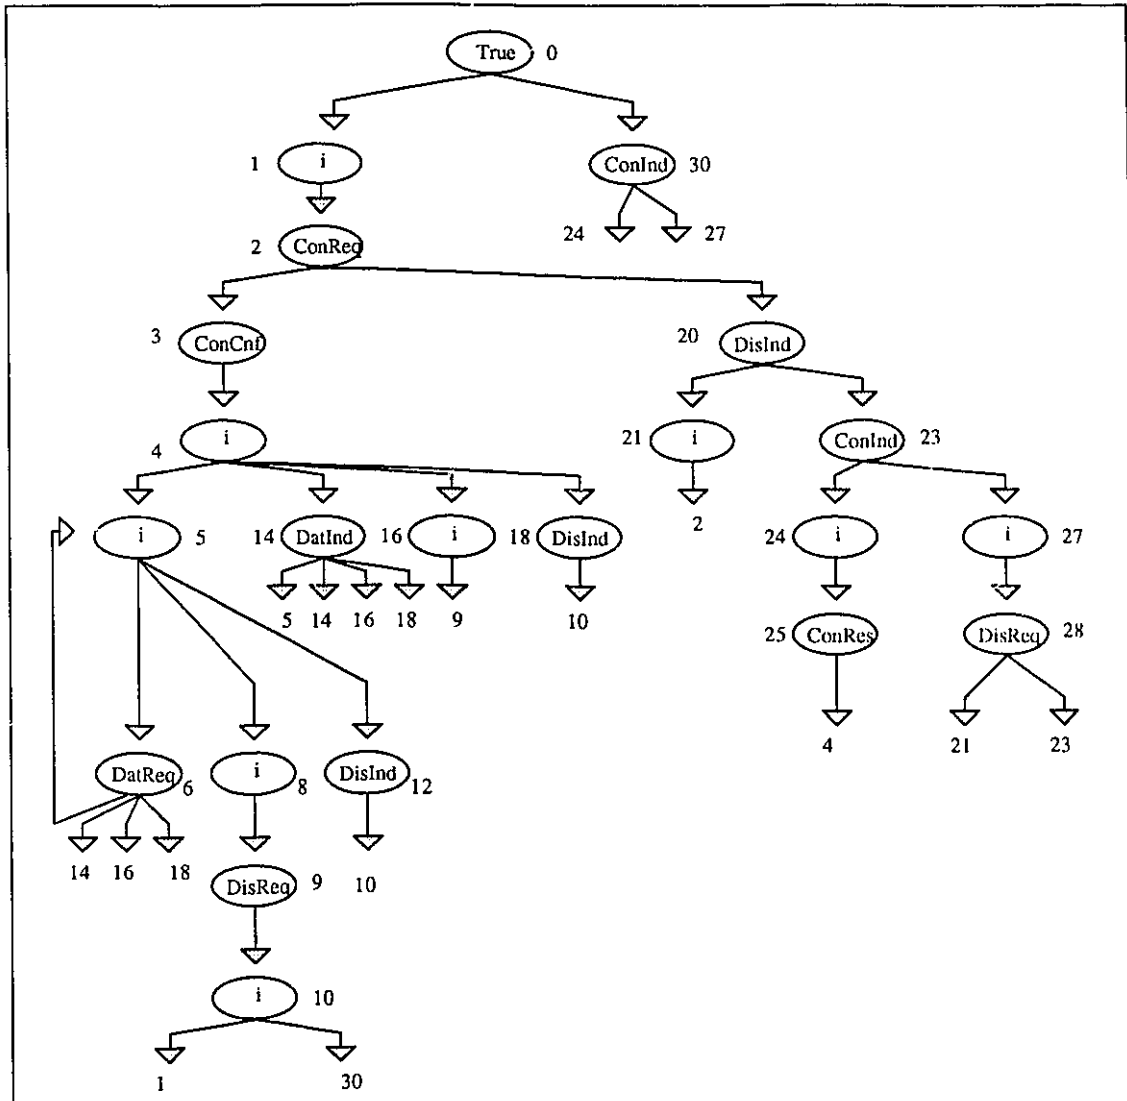 True 0
1 i ConInd 30
24 27
2 ConReq
3 ConCnf 20 DisInd
4 i 21 i ConInd 23
2
i 5 14 DatInd 16 i 18 DisInd 24 i i 27
5 14 16 18 9 10
25 ConRes DisReq 28
4 21 23
DatReq 6 i 8 DisInd 12
14 16 18 10
DisReq 9
i 10
1 30